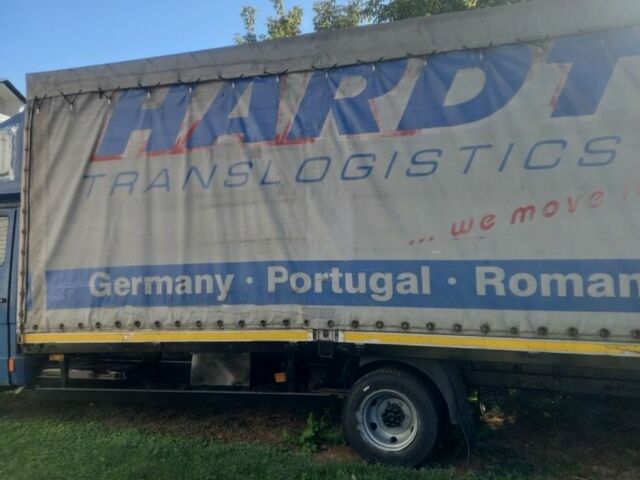 HARDT
TRANSLOGISTICS
... we move
Germany · Portugal · Roman